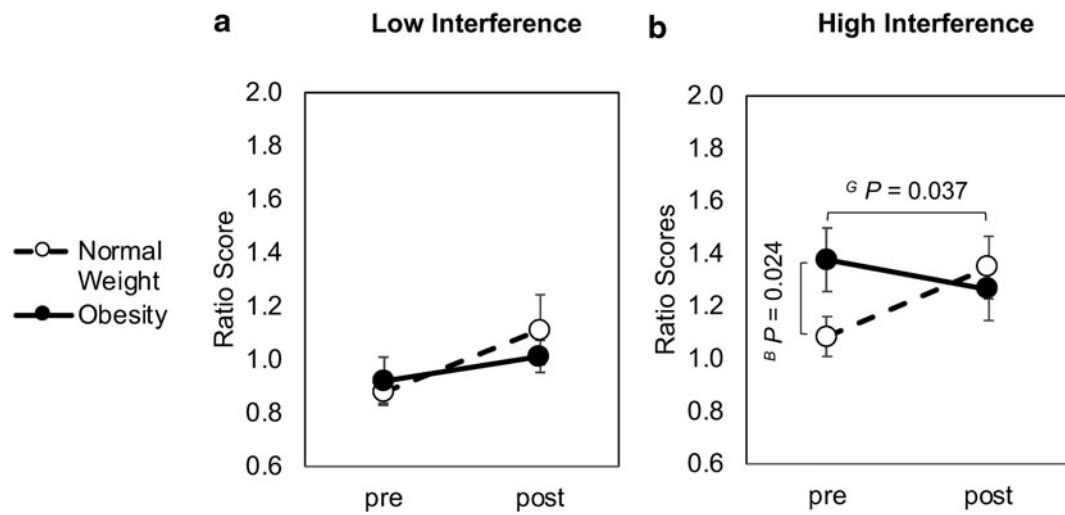 a Low Interference
b High Interference
Normal
Weight
Obesity
Ratio Score
2.0
1.8
1.6
1.4
1.2
1.0
0.8
0.6
pre post
Ratio Scores
2.0
1.8
1.6
1.4
1.2
1.0
0.8
0.6
G P = 0.037
B P = 0.024
pre post